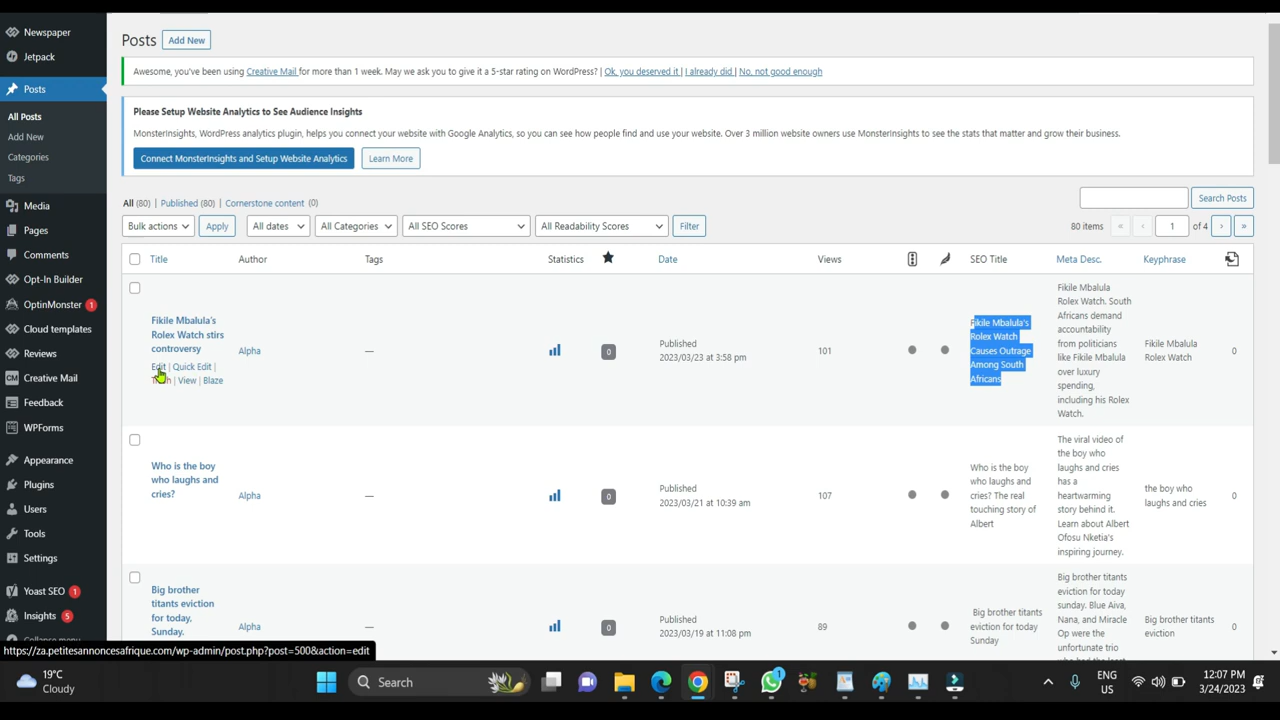 Newspaper
Jetpack
Posts
All Posts
Add New
Categories
Tags
Media
Pages
Comments
Opt-In Builder
OptinMonster 1
Cloud templates
Reviews
Creative Mail
Feedback
WPForms
Appearance
Plugins
Users
Tools
Settings
Yoast SEO 1
Insights 5
Collapse menu
Posts Add New
Awesome, you've been using Creative Mail for more than 1 week. May we ask you to give it a 5-star rating on WordPress? | Ok, you deserved it | I already did | No, not good enough
Please Setup Website Analytics to See Audience Insights
MonsterInsights, WordPress analytics plugin, helps you connect your website with Google Analytics, so you can see how people find and use your website. Over 3 million website owners use MonsterInsights to see the stats that matter and grow their business.
Connect MonsterInsights and Setup Website Analytics Learn More
All (80) | Published (80) | Cornerstone content (0)
Search Posts
Bulk actions Apply All dates All Categories All SEO Scores All Readability Scores Filter 80 items « ‹ 1 of 4 › »
Title Author Tags Statistics Date Views SEO Title Meta Desc. Keyphrase
Fikile Mbalula's
Rolex Watch stirs
controversy
Edit | Quick Edit |
Trash | View | Blaze
Alpha
—
0
Published
2023/03/23 at 3:58 pm
101
Fikile Mbalula's
Rolex Watch
Causes Outrage
Among South
Africans
Fikile Mbalula
Rolex Watch. South
Africans demand
accountability
from politicians
like Fikile Mbalula
over luxury
spending,
including his Rolex
Watch.
Fikile Mbalula
Rolex Watch
0
Who is the boy
who laughs and
cries?
Alpha
—
0
Published
2023/03/21 at 10:39 am
107
Who is the boy
who laughs and
cries? The real
touching story of
Albert
The viral video of
the boy who
laughs and cries
has a
heartwarming
story behind it.
Learn about Albert
Ofosu Nketia's
inspiring journey.
the boy who
laughs and cries
0
Big brother
titans eviction
for today,
Sunday.
Alpha
—
0
Published
2023/03/19 at 11:08 pm
89
Big brother titants
eviction for today
Sunday
Big brother titants
eviction for today
sunday. Blue Aiva,
Nana, and Miracle
Op were the
unfortunate trio
Big brother titants
eviction
0
https://za.petitesannoncesafrique.com/wp-admin/post.php?post=500&action=edit
19°C
Cloudy
Search
1
ENG
US
12:07 PM
3/24/2023